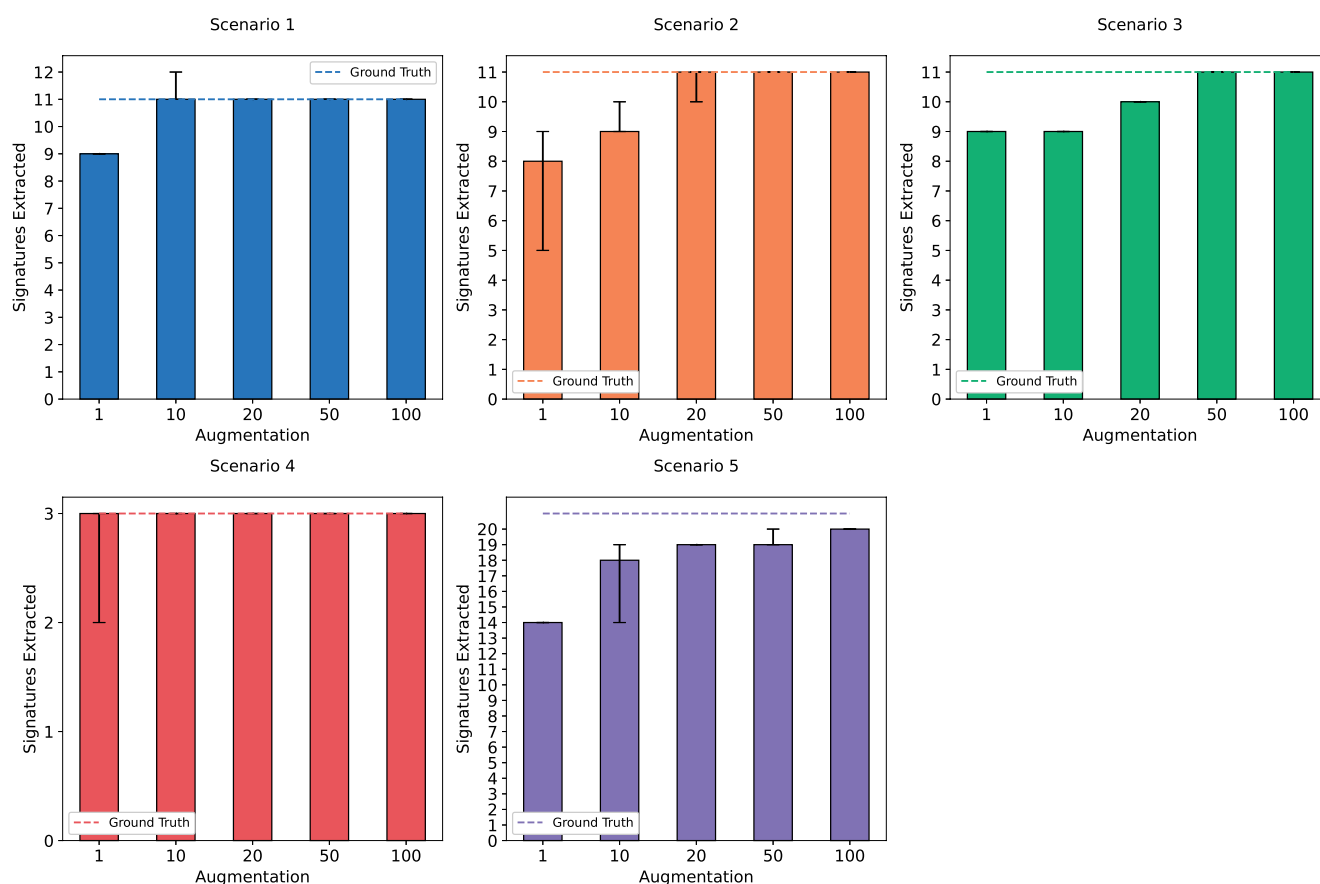 Scenario 1
Signatures Extracted
12
11
10
9
8
7
6
5
4
3
2
1
0
Ground Truth
1 10 20 50 100
Augmentation
Scenario 2
Signatures Extracted
11
10
9
8
7
6
5
4
3
2
1
0
Ground Truth
1 10 20 50 100
Augmentation
Scenario 3
Signatures Extracted
11
10
9
8
7
6
5
4
3
2
1
0
Ground Truth
1 10 20 50 100
Augmentation
Scenario 4
Signatures Extracted
3
2
1
0
Ground Truth
1 10 20 50 100
Augmentation
Scenario 5
Signatures Extracted
20
19
18
17
16
15
14
13
12
11
10
9
8
7
6
5
4
3
2
1
0
Ground Truth
1 10 20 50 100
Augmentation